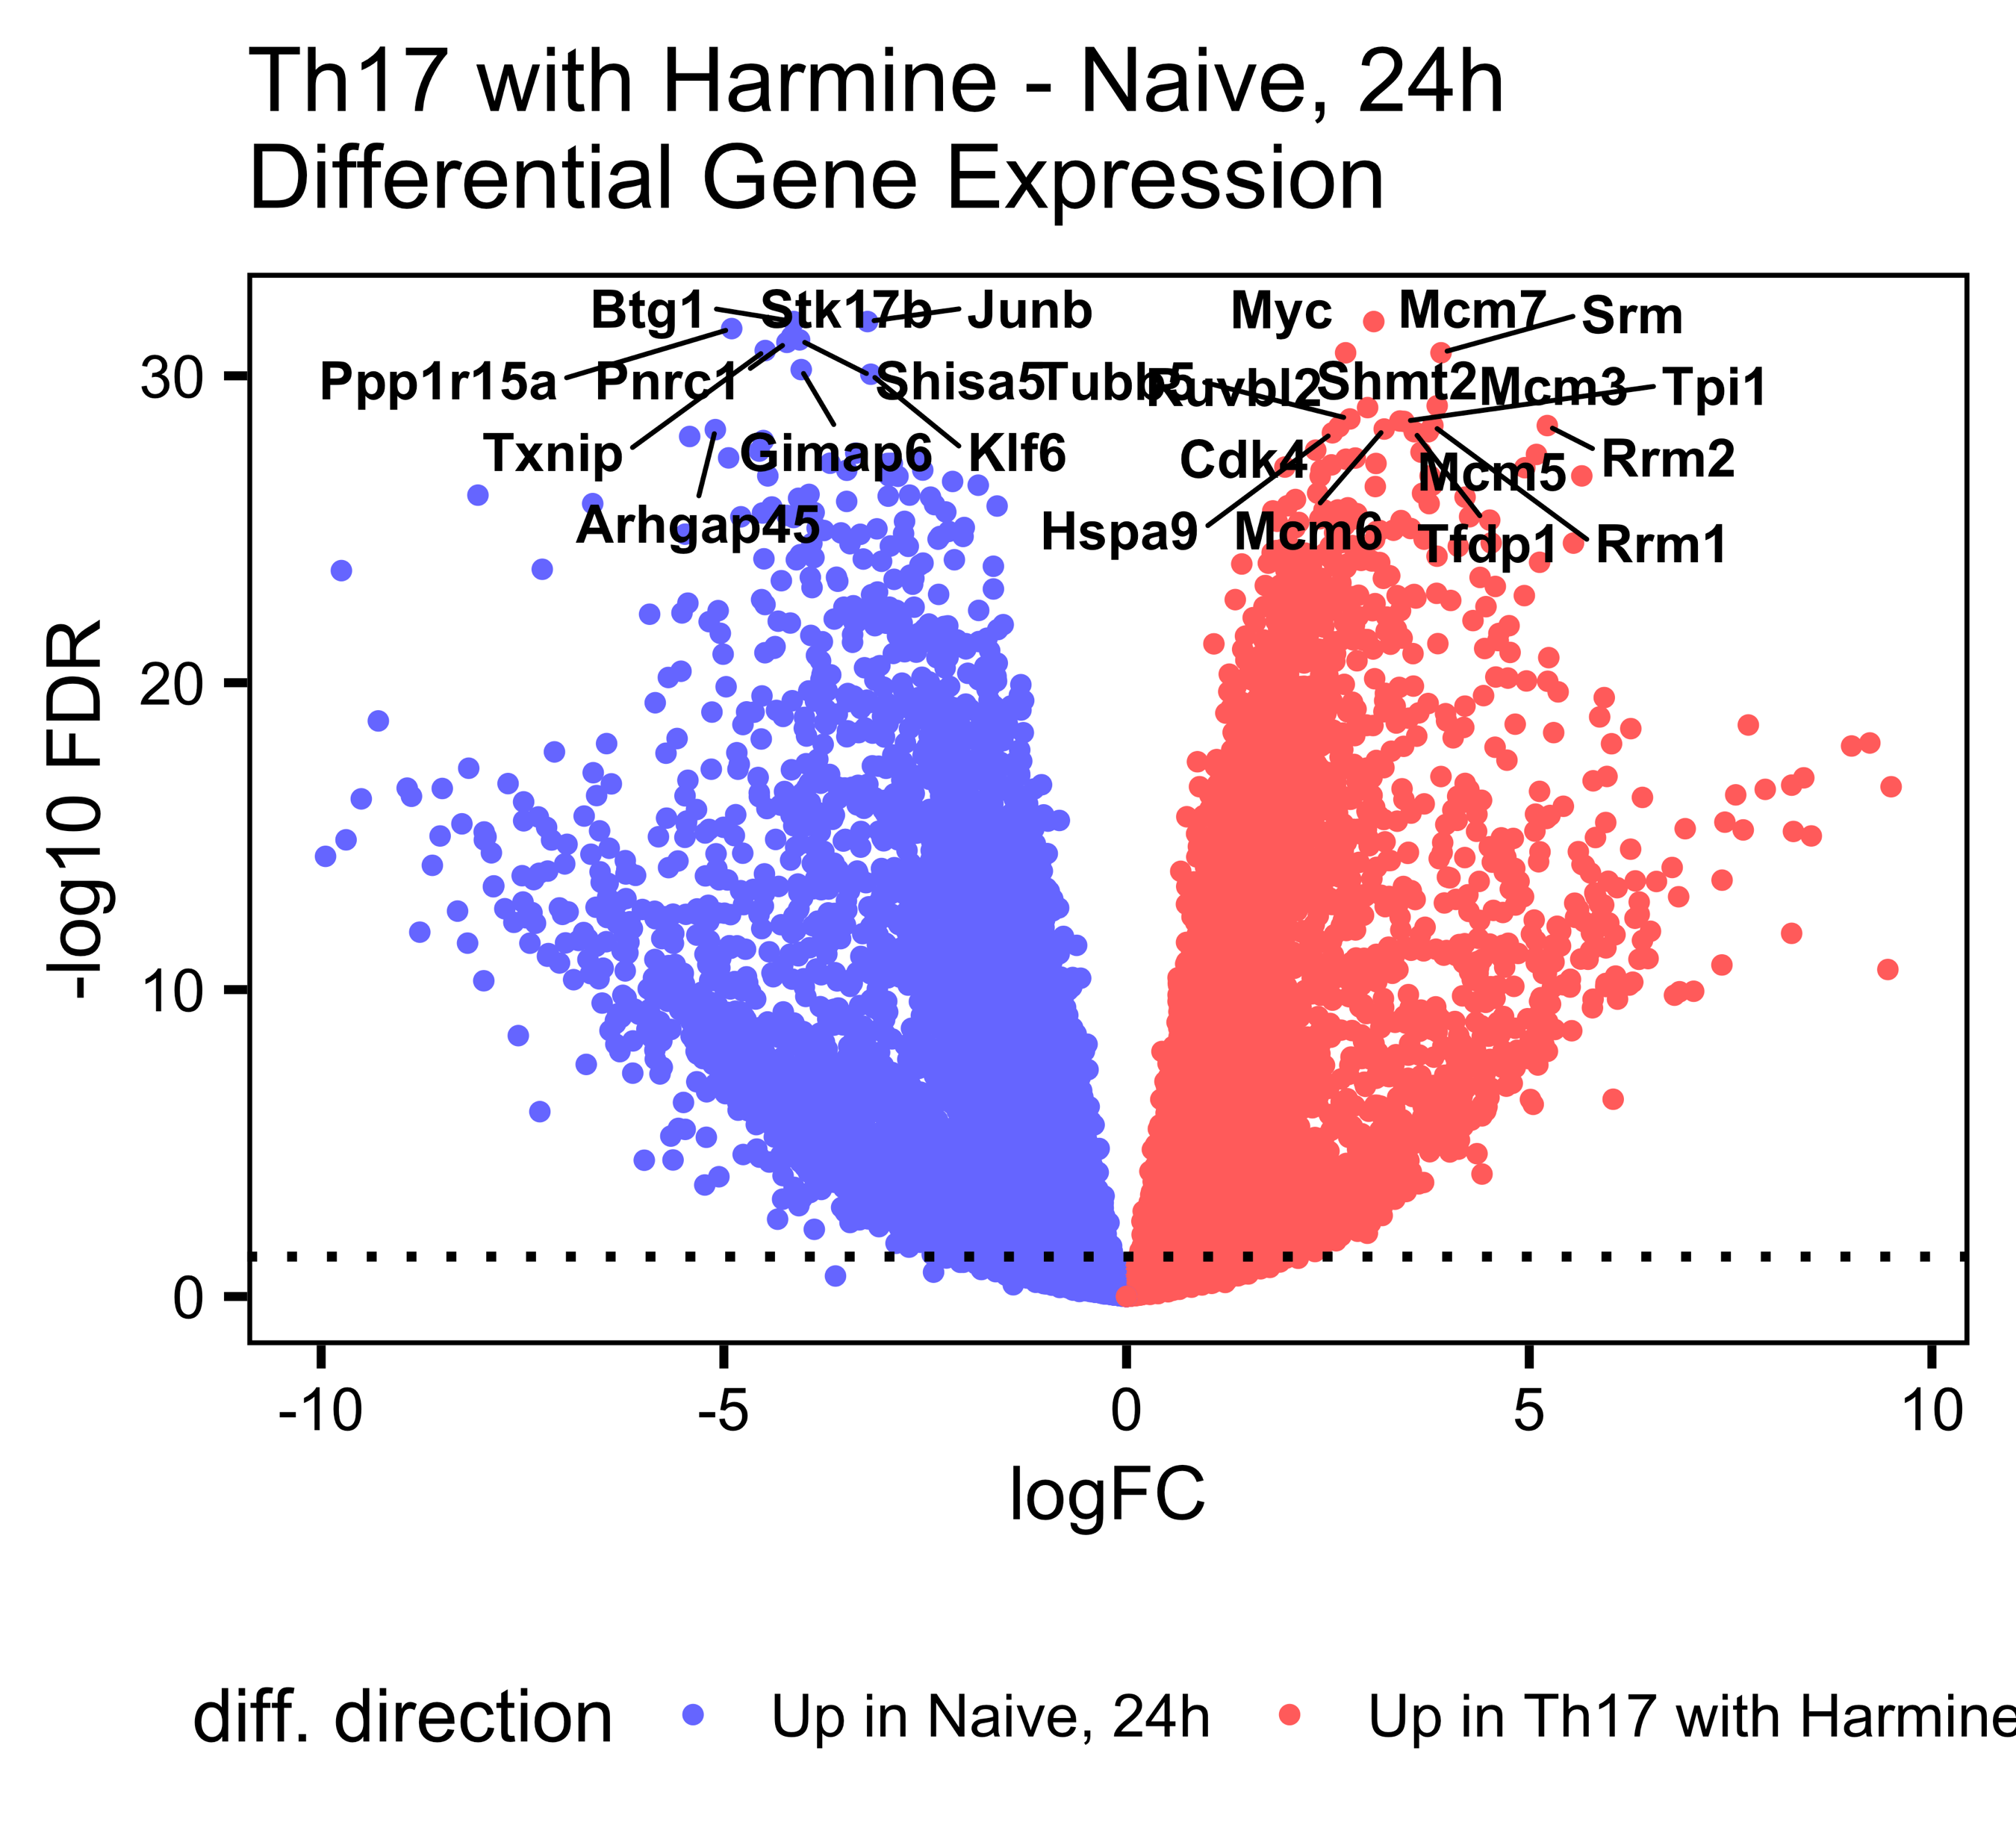 Th17 with Harmine - Naive, 24h
Differential Gene Expression
Btg1 Stk17b Junb Myc Mcm7 Srm
Ppp1r15a Pnrc1 Shisa5 Tubb5 Ruvbl2 Shmt2 Mcm3 Tpi1
Txnip Gimap6 Klf6 Cdk4 Mcm5 Rrm2
Arhgap45 Hspa9 Mcm6 Tfdp1 Rrm1
30
20
10
0
-log10 FDR
-10 -5 0 5 10
logFC
diff. direction Up in Naive, 24h Up in Th17 with Harmine